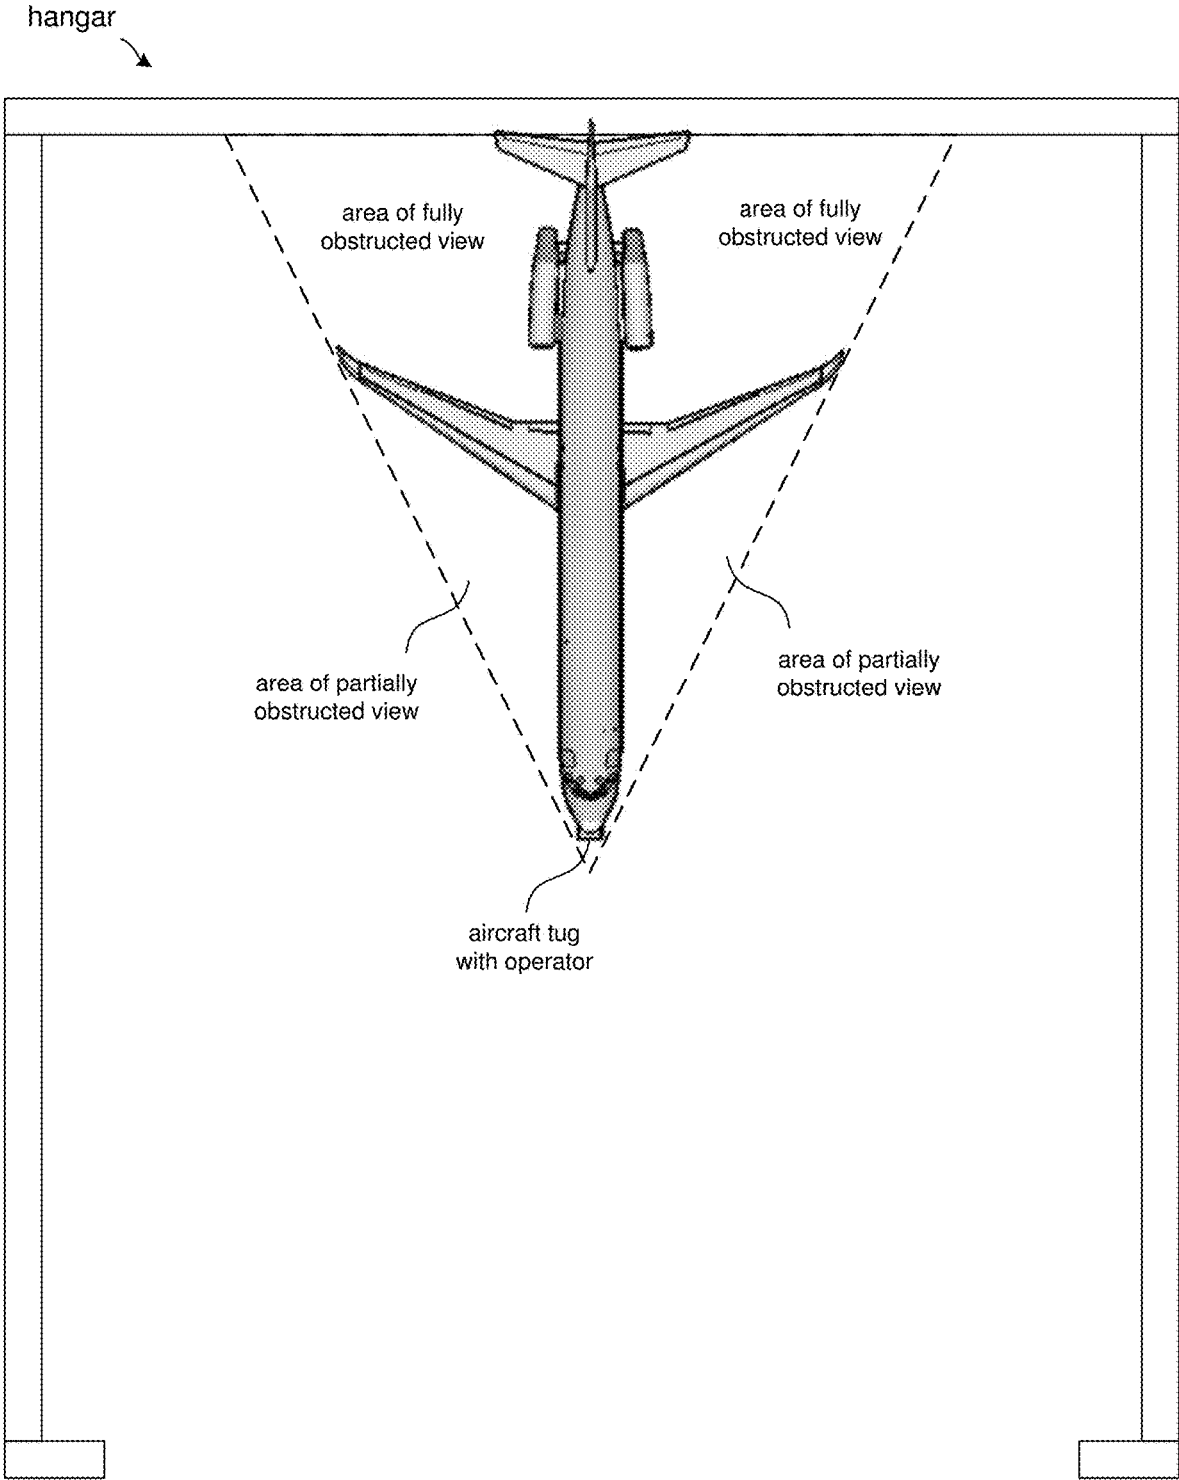 hangar
area of fully
obstructed view
area of fully
obstructed view
area of partially
obstructed view
area of partially
obstructed view
aircraft tug
with operator